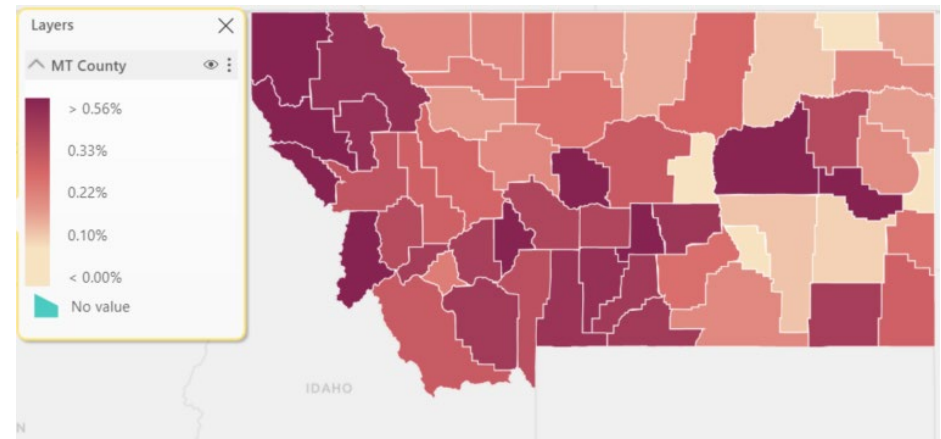 Layers
MT County
> 0.56%
0.33%
0.22%
0.10%
< 0.00%
No value
IDAHO
N